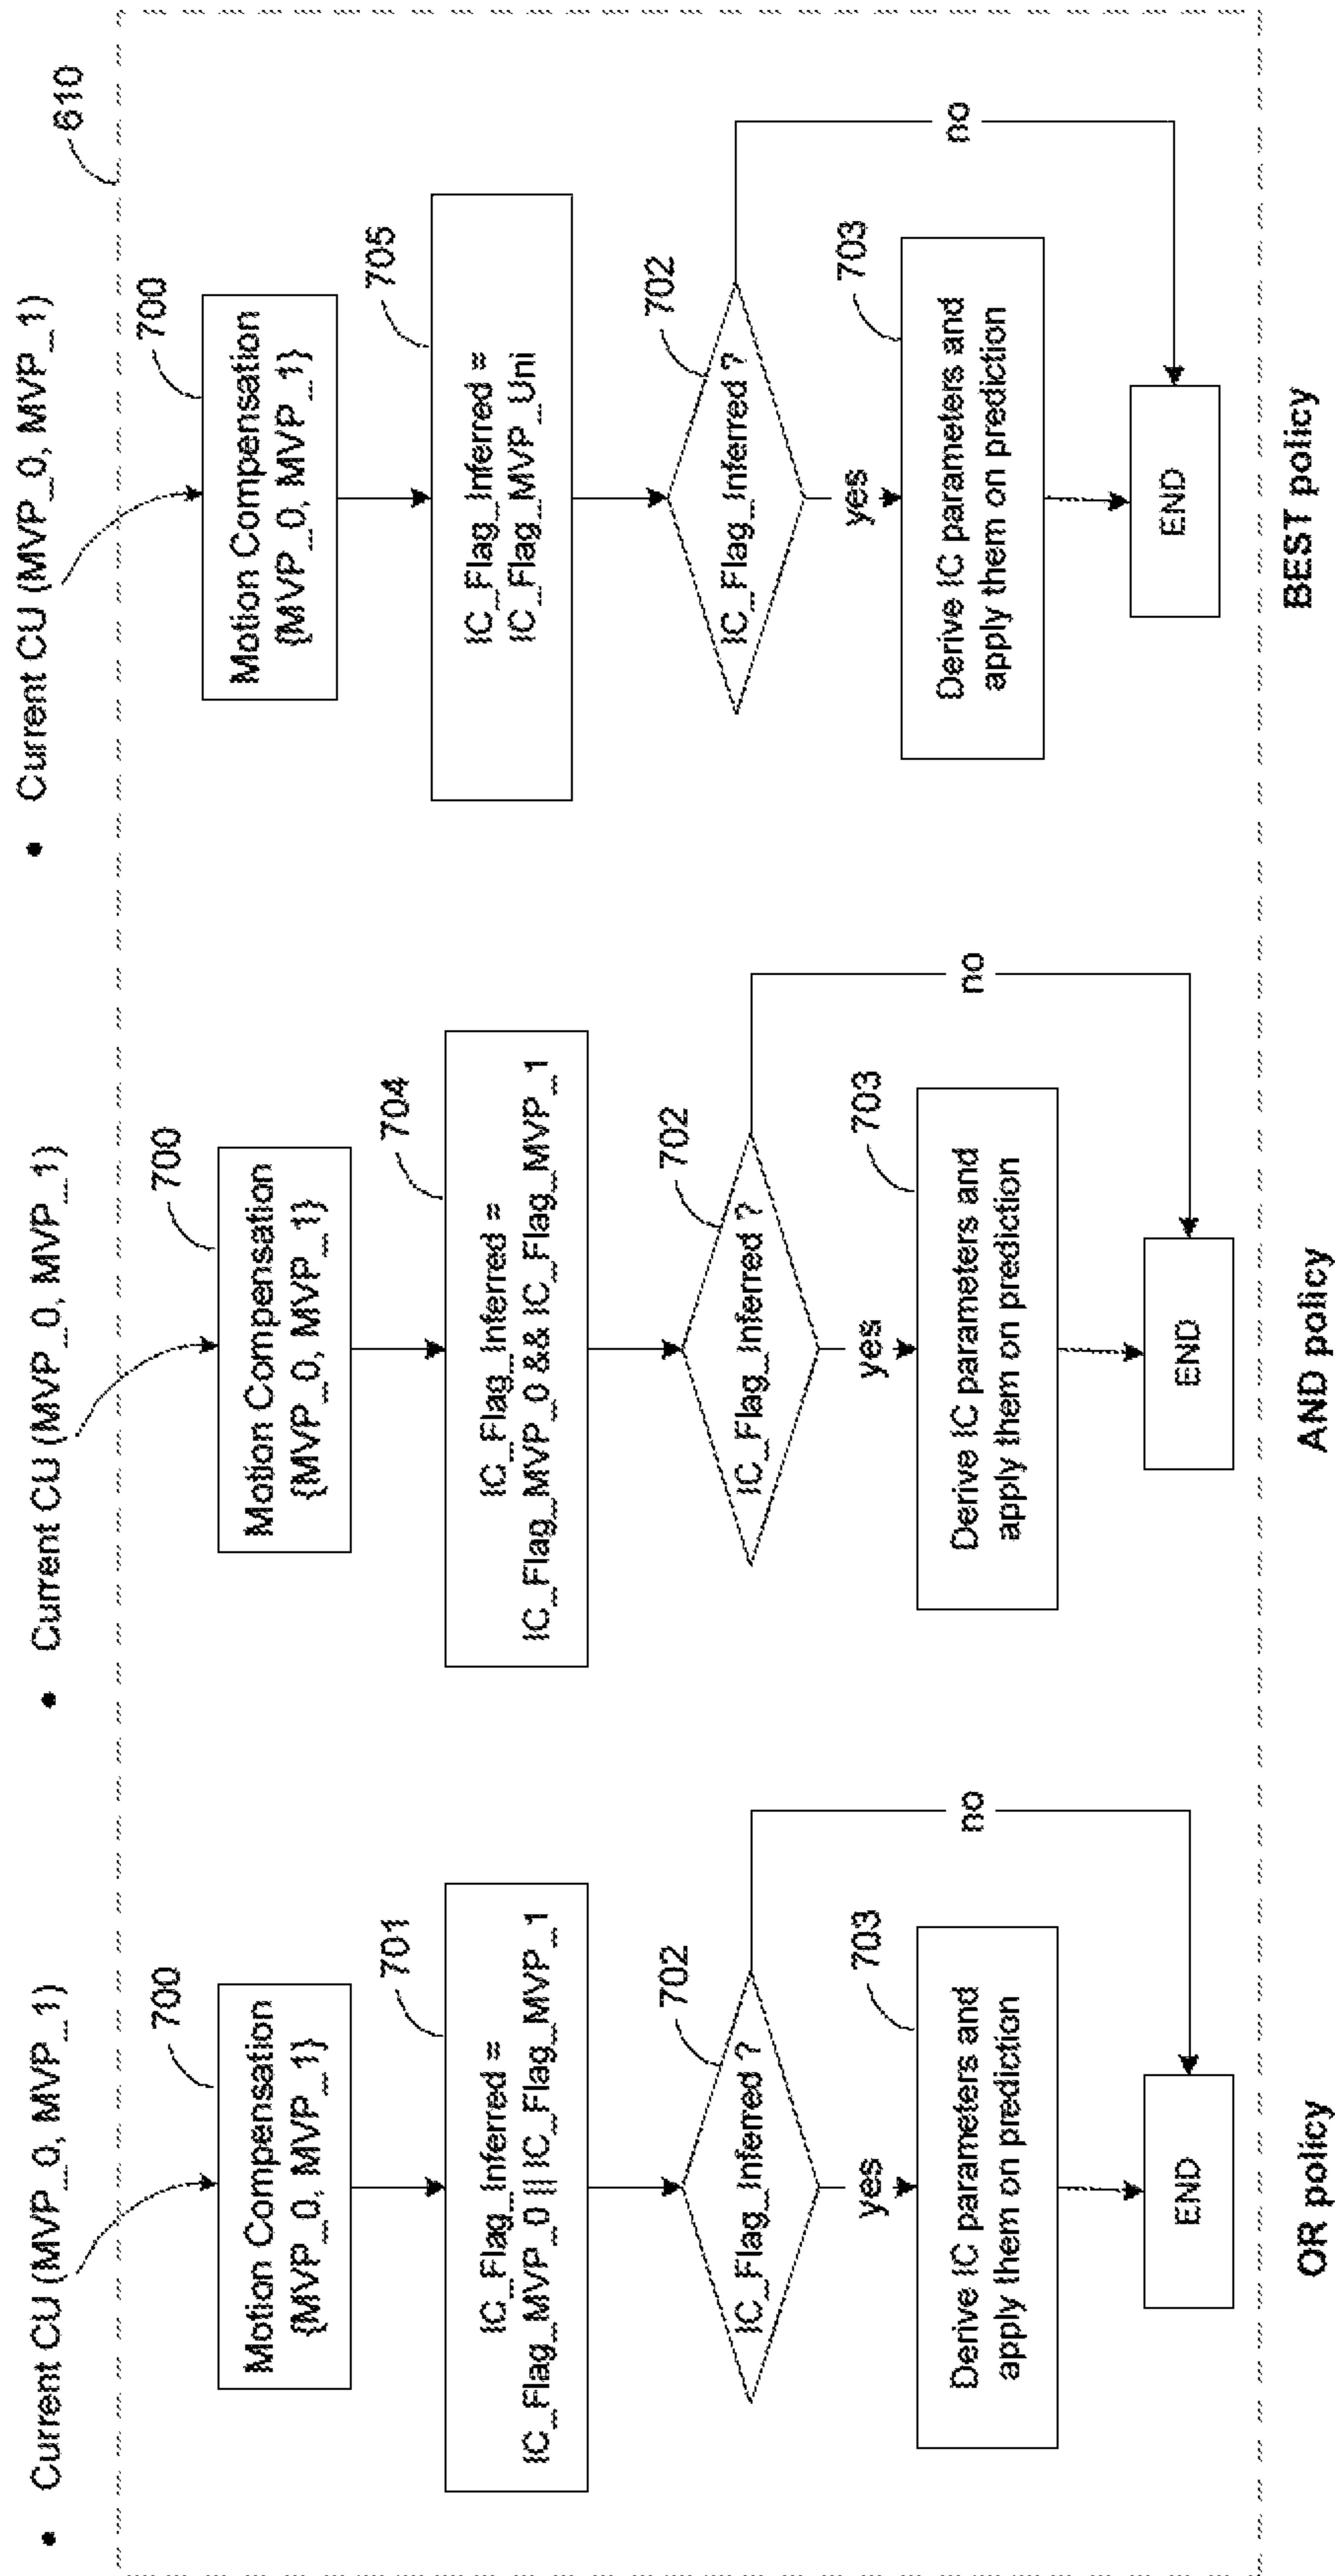 610
• Current CU (MVP_0, MVP_1)
700
Motion Compensation
{MVP_0, MVP_1}
701
IC_Flag_Inferred =
IC_Flag_MVP_0 || IC_Flag_MVP_1
702
IC_Flag_Inferred ?
yes
no
703
Derive IC parameters and
apply them on prediction
END
OR policy
• Current CU (MVP_0, MVP_1)
700
Motion Compensation
{MVP_0, MVP_1}
704
IC_Flag_Inferred =
IC_Flag_MVP_0 && IC_Flag_MVP_1
702
IC_Flag_Inferred ?
yes
no
703
Derive IC parameters and
apply them on prediction
END
AND policy
• Current CU (MVP_0, MVP_1)
700
Motion Compensation
{MVP_0, MVP_1}
705
IC_Flag_Inferred =
IC_Flag_MVP_Uni
702
IC_Flag_Inferred ?
yes
no
703
Derive IC parameters and
apply them on prediction
END
BEST policy